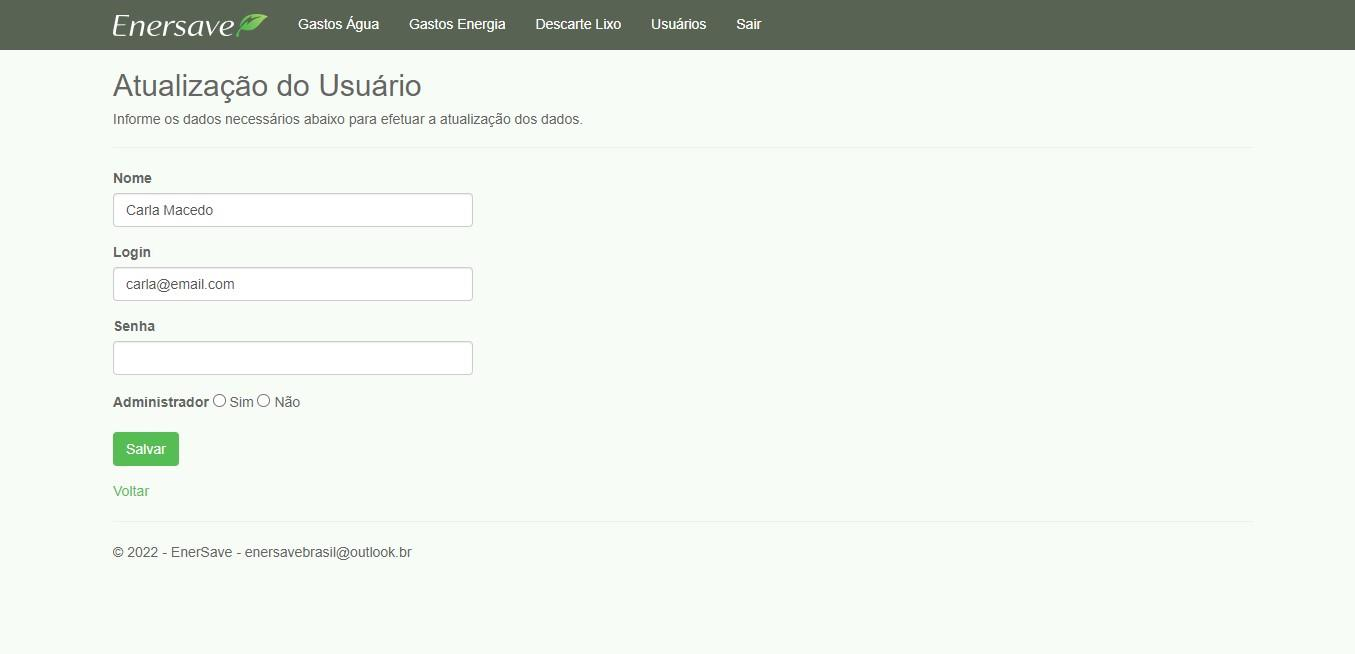 Enersave Gastos Água Gastos Energia Descarte Lixo Usuários Sair
Atualização do Usuário
Informe os dados necessários abaixo para efetuar a atualização dos dados.
Nome
Carla Macedo
Login
carla@email.com
Senha
Administrador Sim Não
Salvar
Voltar
© 2022 - EnerSave - enersavebrasil@outlook.br